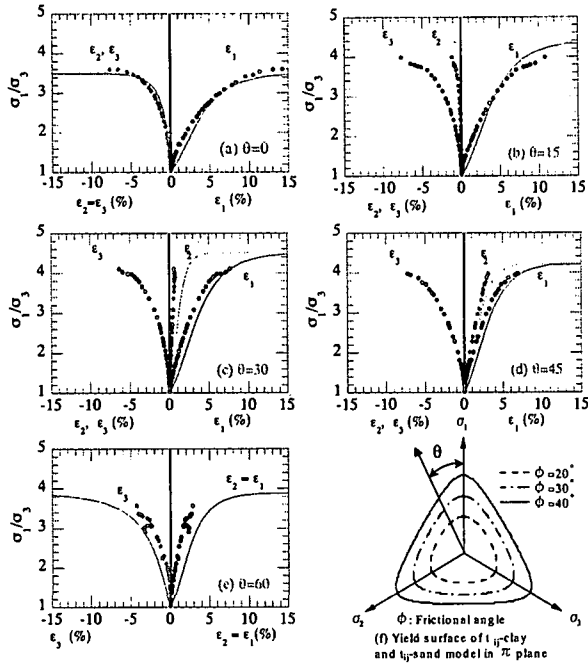 ε2, ε3 ε1
σ1/σ3
5
4
3
2
1
(a) θ=0
-15 -10 -5 0 5 10 15
ε2=ε3 (%) ε1 (%)
ε3 ε2 ε1
σ1/σ3
5
4
3
2
1
(b) θ=15
-15 -10 -5 0 5 10 15
ε2, ε3 (%) ε1 (%)
ε3 ε2 ε1
σ1/σ3
5
4
3
2
1
(c) θ=30
-15 -10 -5 0 5 10 15
ε2, ε3 (%) ε1 (%)
ε3 ε2 ε1
σ1/σ3
5
4
3
2
1
(d) θ=45
-15 -10 -5 0 5 10 15
ε2, ε3 (%) σ1 ε1 (%)
ε3 ε2 = ε1
σ1/σ3
5
4
3
2
1
(e) θ=60
-15 -10 -5 0 5 10 15
ε3 (%) ε2 = ε1 (%)
θ
ϕ=20°
ϕ=30°
ϕ=40°
σ2 σ3
ϕ: Frictional angle
(f) Yield surface of t ij-clay
and tij-sand model in π plane